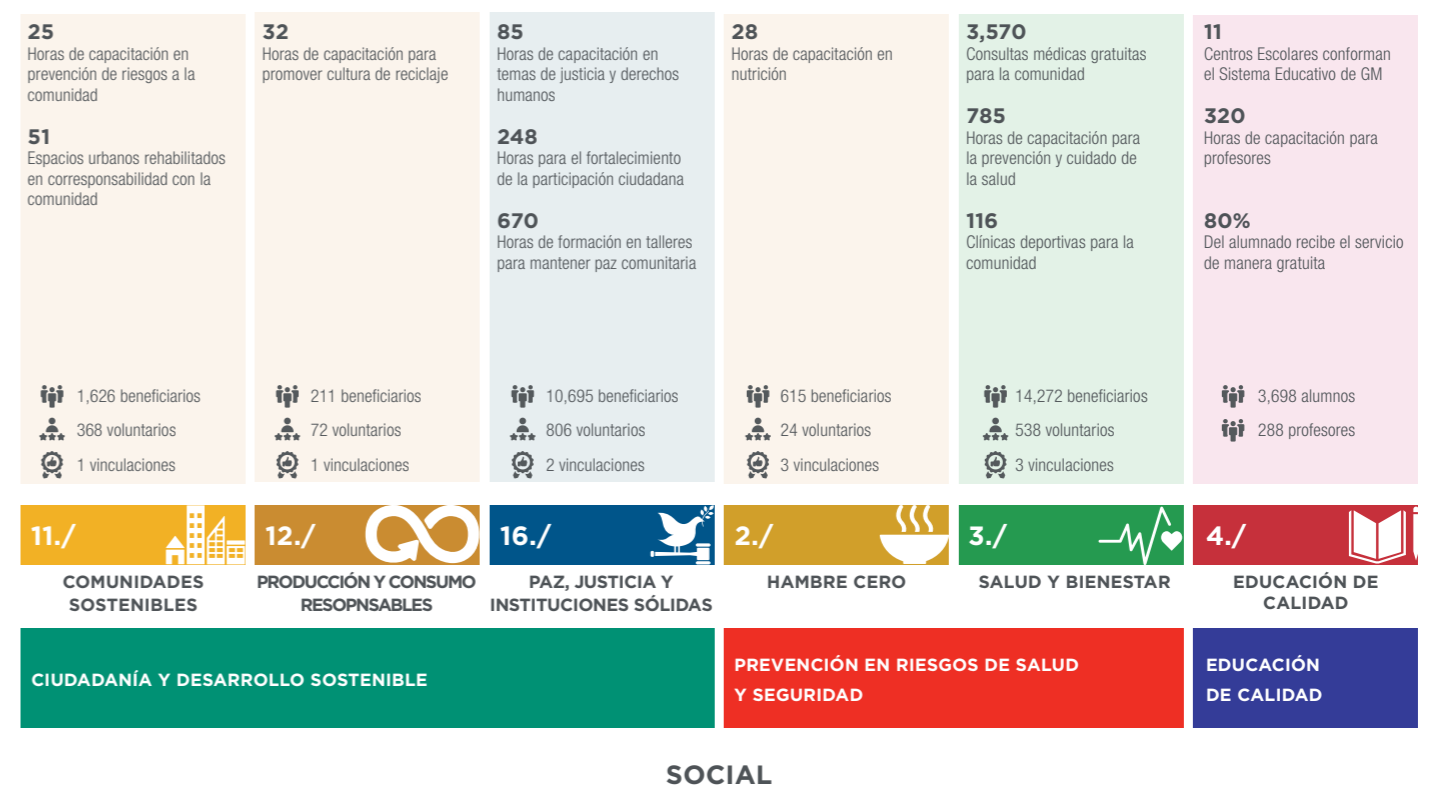 25
Horas de capacitación en
prevención de riesgos a la
comunidad
51
Espacios urbanos rehabilitados
en corresponsabilidad con la
comunidad
1,626 beneficiarios
368 voluntarios
1 vinculaciones
11./
COMUNIDADES
SOSTENIBLES
32
Horas de capacitación para
promover cultura de reciclaje
211 beneficiarios
72 voluntarios
1 vinculaciones
12./
PRODUCCIÓN Y CONSUMO
RESOPNSABLES
85
Horas de capacitación en
temas de justicia y derechos
humanos
248
Horas para el fortalecimiento
de la participación ciudadana
670
Horas de formación en talleres
para mantener paz comunitaria
10,695 beneficiarios
806 voluntarios
2 vinculaciones
16./
PAZ, JUSTICIA Y
INSTITUCIONES SÓLIDAS
28
Horas de capacitación en
nutrición
615 beneficiarios
24 voluntarios
3 vinculaciones
2./
HAMBRE CERO
3,570
Consultas médicas gratuitas
para la comunidad
785
Horas de capacitación para
la prevención y cuidado de
la salud
116
Clínicas deportivas para la
comunidad
14,272 beneficiarios
538 voluntarios
3 vinculaciones
3./
SALUD Y BIENESTAR
11
Centros Escolares conforman
el Sistema Educativo de GM
320
Horas de capacitación para
profesores
80%
Del alumnado recibe el servicio
de manera gratuita
3,698 alumnos
288 profesores
4./
EDUCACIÓN DE
CALIDAD
CIUDADANÍA Y DESARROLLO SOSTENIBLE
PREVENCIÓN EN RIESGOS DE SALUD
Y SEGURIDAD
EDUCACIÓN
DE CALIDAD
SOCIAL